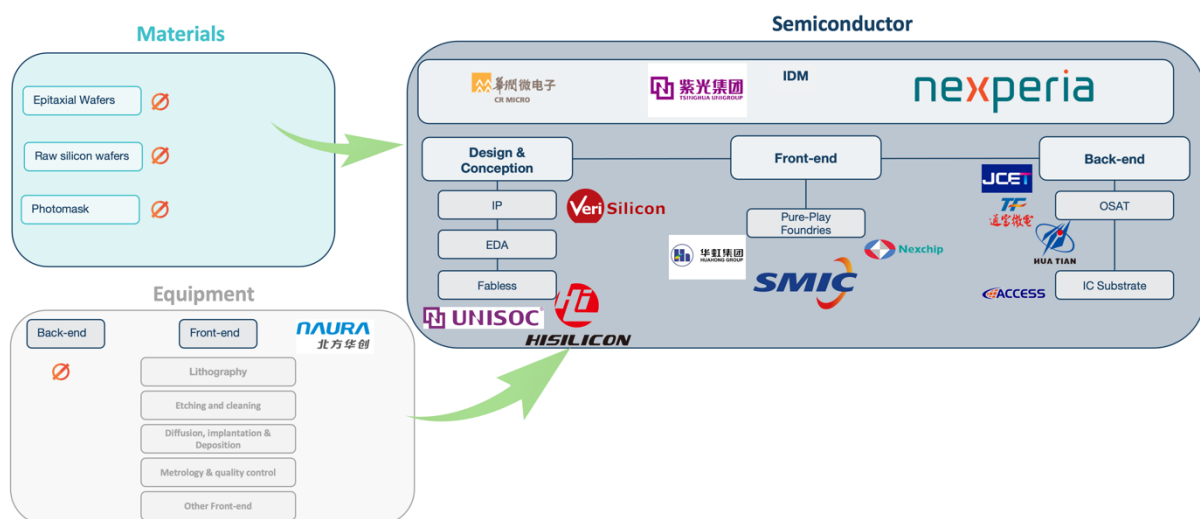 Materials
Epitaxial Wafers
Raw silicon wafers
Photomask
Equipment
Back-end
Front-end
NAURA
北方华创
Lithography
Etching and cleaning
Diffusion, implantation &
Deposition
Metrology & quality control
Other Front-end
Semiconductor
IDM
华润微电子
CR MICRO
紫光集团
TSINGHUA UNIGROUP
nexperia
Design &
Conception
IP
VeriSilicon
EDA
Fabless
UNISOC
Hi
HISILICON
Front-end
Pure-Play
Foundries
华虹集团
HUAHONG GROUP
Nexchip
SMIC
Back-end
JCET
OSAT
TF
通富微电
HUA TIAN
ACCESS
IC Substrate